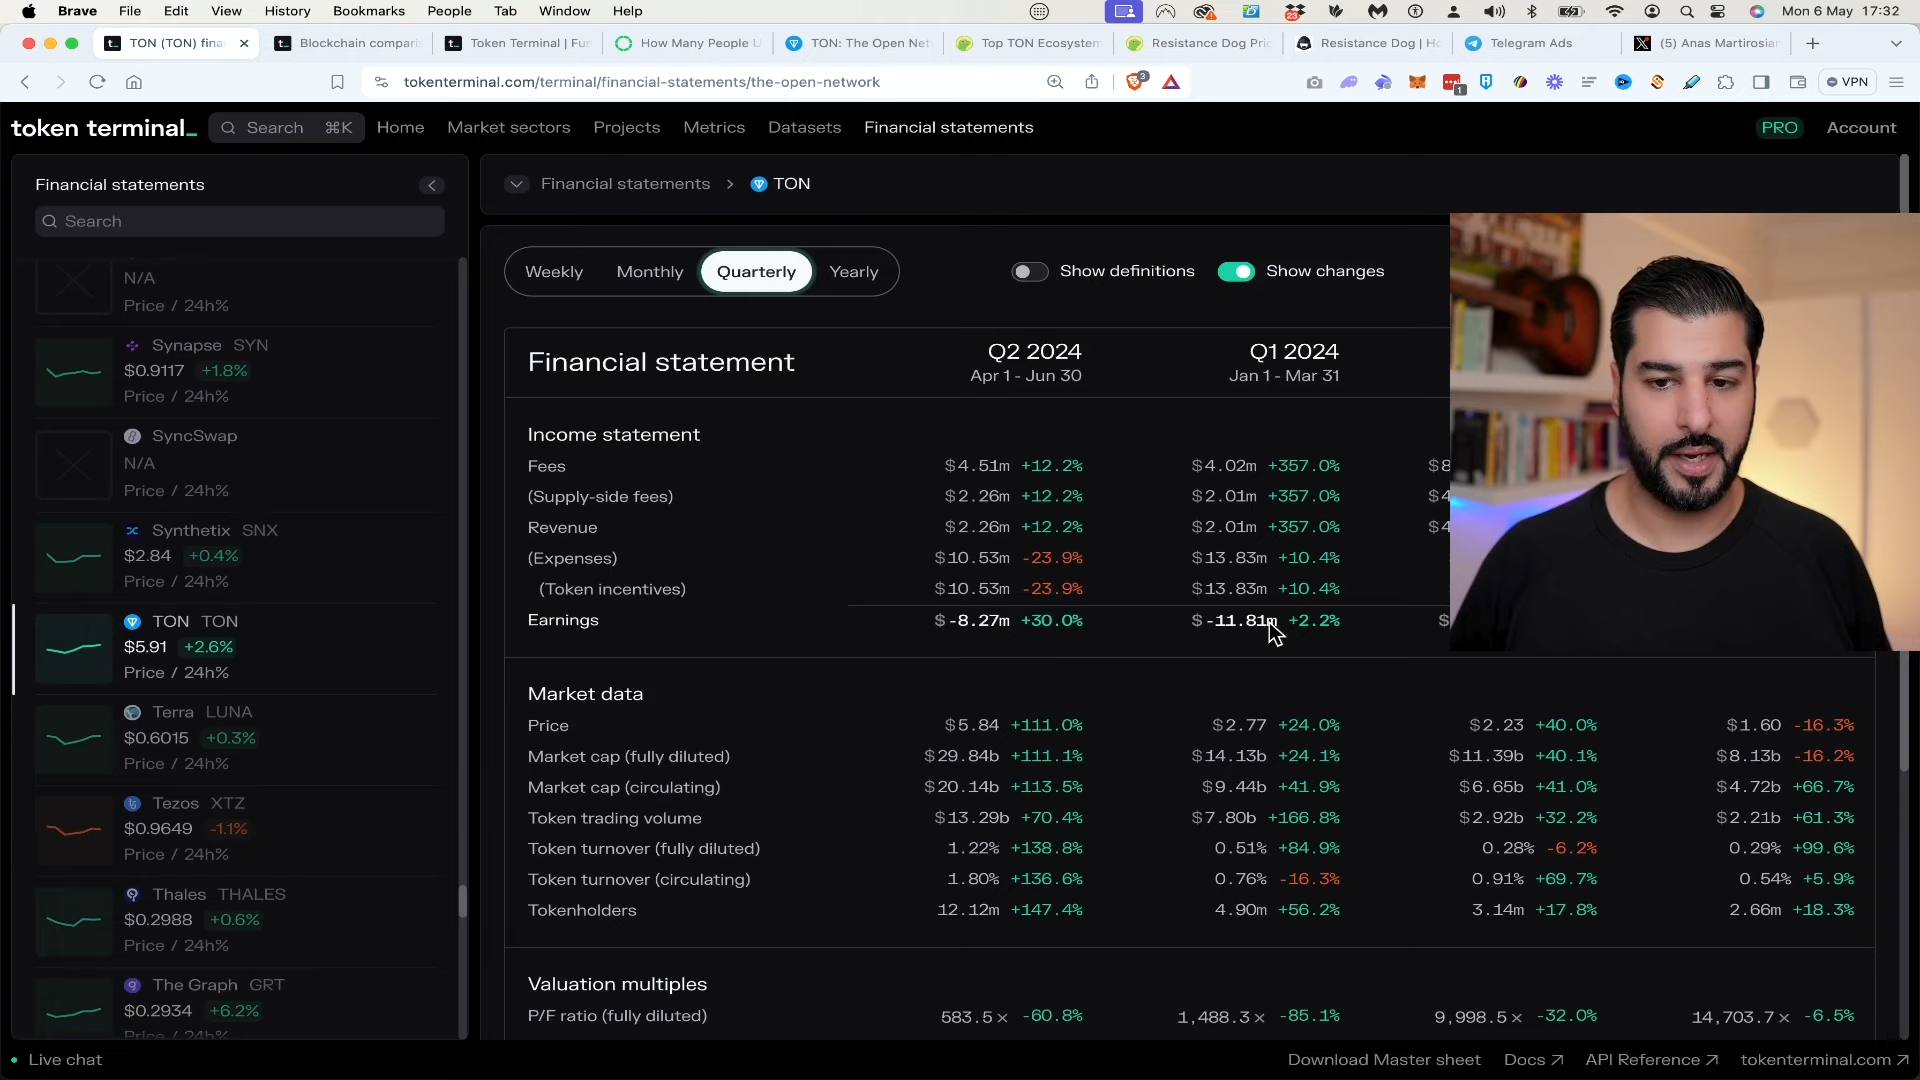 Brave File Edit View History Bookmarks People Tab Window Help 23 Mon 6 May 17:32
TON (TON) fina Blockchain compari Token Terminal | Fun How Many People U TON: The Open Net Top TON Ecosystem Resistance Dog Pric Resistance Dog | Ho Telegram Ads (5) Anas Martirosian
tokenterminal.com/terminal/financial-statements/the-open-network 3 1 VPN
token terminal_ Search ⌘K Home Market sectors Projects Metrics Datasets Financial statements PRO Account
Financial statements
Search
N/A
Price / 24h%
Synapse SYN
$0.9117 +1.8%
Price / 24h%
SyncSwap
N/A
Price / 24h%
Synthetix SNX
$2.84 +0.4%
Price / 24h%
TON TON
$5.91 +2.6%
Price / 24h%
Terra LUNA
$0.6015 +0.3%
Price / 24h%
Tezos XTZ
$0.9649 -1.1%
Price / 24h%
Thales THALES
$0.2988 +0.6%
Price / 24h%
The Graph GRT
$0.2934 +6.2%
Price / 24h%
Financial statements > TON
Weekly Monthly Quarterly Yearly Show definitions Show changes
Financial statement Q2 2024 Q1 2024
Apr 1 - Jun 30 Jan 1 - Mar 31
Income statement
Fees $4.51m +12.2% $4.02m +357.0% $8
(Supply-side fees) $2.26m +12.2% $2.01m +357.0% $4
Revenue $2.26m +12.2% $2.01m +357.0% $4
(Expenses) $10.53m -23.9% $13.83m +10.4%
(Token incentives) $10.53m -23.9% $13.83m +10.4%
Earnings $-8.27m +30.0% $-11.81m +2.2% $
Market data
Price $5.84 +111.0% $2.77 +24.0% $2.23 +40.0% $1.60 -16.3%
Market cap (fully diluted) $29.84b +111.1% $14.13b +24.1% $11.39b +40.1% $8.13b -16.2%
Market cap (circulating) $20.14b +113.5% $9.44b +41.9% $6.65b +41.0% $4.72b +66.7%
Token trading volume $13.29b +70.4% $7.80b +166.8% $2.92b +32.2% $2.21b +61.3%
Token turnover (fully diluted) 1.22% +138.8% 0.51% +84.9% 0.28% -6.2% 0.29% +99.6%
Token turnover (circulating) 1.80% +136.6% 0.76% -16.3% 0.91% +69.7% 0.54% +5.9%
Tokenholders 12.12m +147.4% 4.90m +56.2% 3.14m +17.8% 2.66m +18.3%
Valuation multiples
P/F ratio (fully diluted) 583.5x -60.8% 1,488.3x -85.1% 9,998.5x -32.0% 14,703.7x -6.5%
Live chat Download Master sheet Docs ↗ API Reference ↗ tokenterminal.com ↗